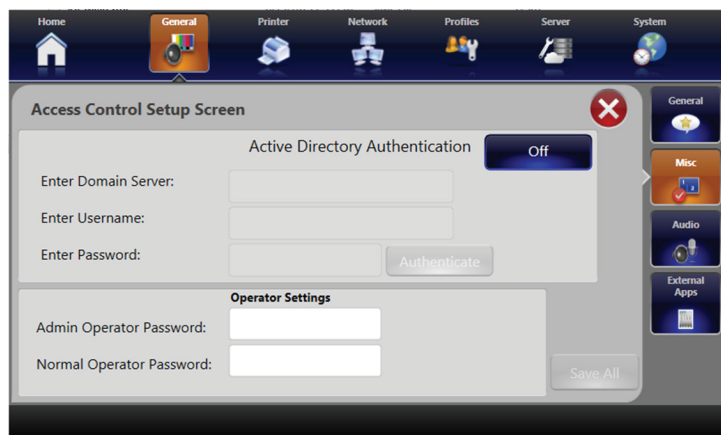 Home General Printer Network Profiles Server System
Access Control Setup Screen
General
Active Directory Authentication Off
Misc
Enter Domain Server:
Enter Username:
Audio
Enter Password: Authenticate
External
Apps
Operator Settings
Admin Operator Password:
Normal Operator Password:
Save All